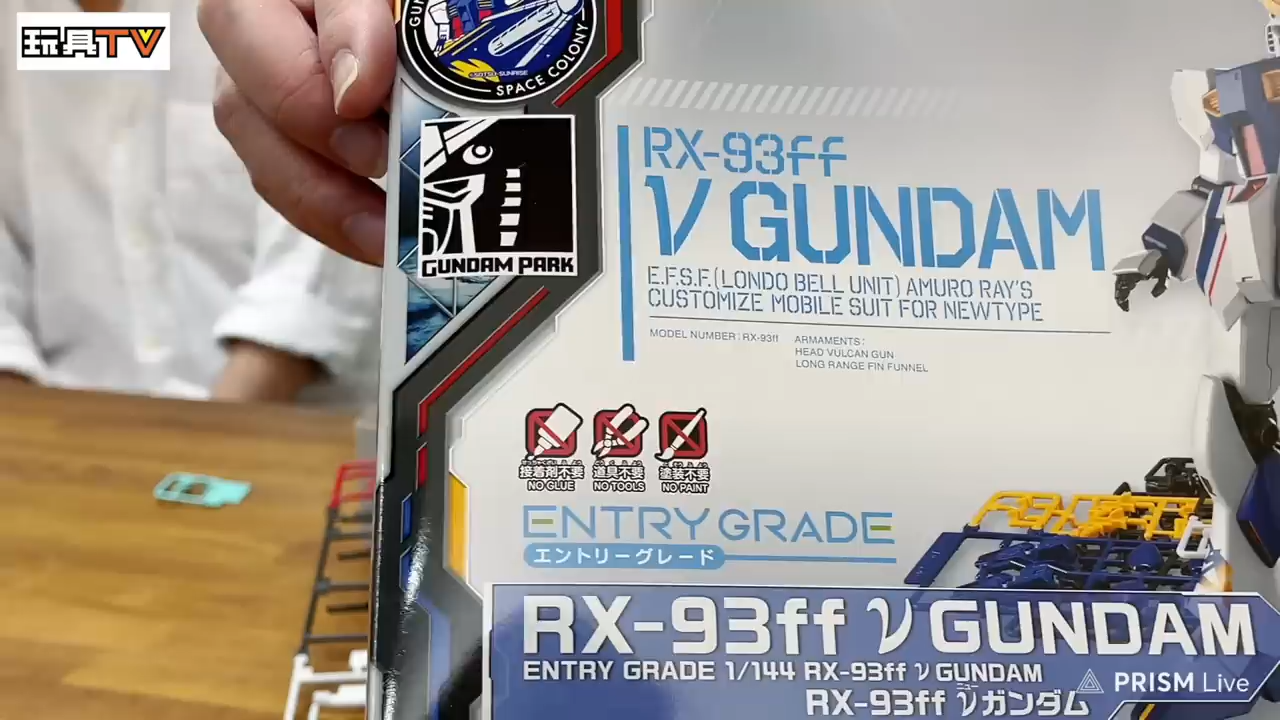 玩具TV
GUN
©SOTSU・SUNRISE
SPACE COLONY
GUNDAM PARK
RX-93ff
ν GUNDAM
E.F.S.F.(LONDO BELL UNIT) AMURO RAY'S
CUSTOMIZE MOBILE SUIT FOR NEWTYPE
MODEL NUMBER: RX-93ff
ARMAMENTS:
HEAD VULCAN GUN
LONG RANGE FIN FUNNEL
接着剤不要 道具不要 塗装不要
NO GLUE NO TOOLS NO PAINT
ENTRY GRADE
エントリーグレード
RX-93ff ν GUNDAM
ENTRY GRADE 1/144 RX-93ff ν GUNDAM
RX-93ff νガンダム
PRISM Live